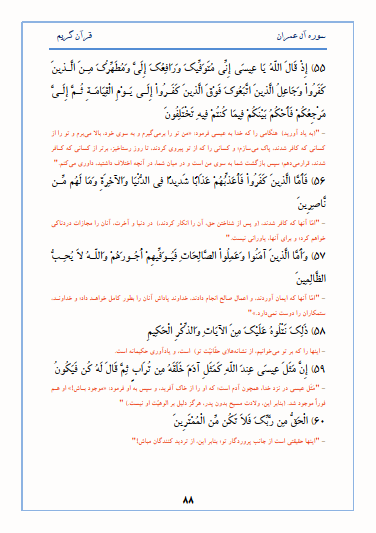 سوره آل عمران
قرآن کریم
(۵۵) إِذْ قَالَ اللّهُ يَا عِيسَى إِنِّي مُتَوَفِّيكَ وَرَافِعُكَ إِلَيَّ وَمُطَهِّرُكَ مِنَ الَّذِينَ
كَفَرُواْ وَجَاعِلُ الَّذِينَ اتَّبَعُوكَ فَوْقَ الَّذِينَ كَفَرُواْ إِلَى يَوْمِ الْقِيَامَةِ ثُمَّ إِلَيَّ
مَرْجِعُكُمْ فَأَحْكُمُ بَيْنَكُمْ فِيمَا كُنتُمْ فِيهِ تَخْتَلِفُونَ
- "(به یاد آورید) هنگامی را که خدا به عیسی فرمود: «من تو را برمی‌گیرم و به سوی خود، بالا می‌برم و تو را از
کسانی که کافر شدند، پاک می‌سازم؛ و کسانی را که از تو پیروی کردند، تا روز رستاخیز، برتر از کسانی که کافر
شدند، قرارمی‌دهم؛ سپس بازگشت شما به سوی من است و در میان شما، در آنچه اختلاف داشتید، داوری می‌کنم."
(۵۶) فَأَمَّا الَّذِينَ كَفَرُواْ فَأُعَذِّبُهُمْ عَذَابًا شَدِيدًا فِي الدُّنْيَا وَالآخِرَةِ وَمَا لَهُم مِّن
نَّاصِرِينَ
- "امّا آنها که کافر شدند، (و پس از شناختن حق، آن را انکار کردند،) در دنیا و آخرت، آنان را مجازات دردناکی
خواهم کرد؛ و برای آنها، یاورانی نیست."
(۵۷) وَأَمَّا الَّذِينَ آمَنُوا وَعَمِلُواْ الصَّالِحَاتِ فَيُوَفِّيهِمْ أُجُورَهُمْ وَاللّهُ لاَ يُحِبُّ
الظَّالِمِينَ
- "امّا آنها که ایمان آوردند، و اعمال صالح انجام دادند، خداوند پاداش آنان را بطور کامل خواهد داد؛ و خداوند،
ستمکاران را دوست نمی‌دارد.»"
(۵۸) ذَلِكَ نَتْلُوهُ عَلَيْكَ مِنَ الآيَاتِ وَالذِّكْرِ الْحَكِيمِ
- اینها را که بر تو می‌خوانیم، از نشانه‌های حقّانیّت تو) است، و یادآوری حکیمانه است.
(۵۹) إِنَّ مَثَلَ عِيسَى عِندَ اللّهِ كَمَثَلِ آدَمَ خَلَقَهُ مِن تُرَابٍ ثِمَّ قَالَ لَهُ كُن فَيَكُونُ
- "مثل عیسی در نزد خدا، همچون آدم است؛ که او را از خاک آفرید، و سپس به او فرمود: «موجود باش!» او هم
فوراً موجود شد. (بنابر این، ولادت مسیح بدون پدر، هرگز دلیل بر الوهیّت او نیست.)"
(۶۰) الْحَقُّ مِن رَّبِّكَ فَلاَ تَكُن مِّن الْمُمْتَرِينَ
- "اینها حقیقتی است از جانب پروردگار تو؛ بنابر این، از تردید کنندگان مباش!"
۸۸